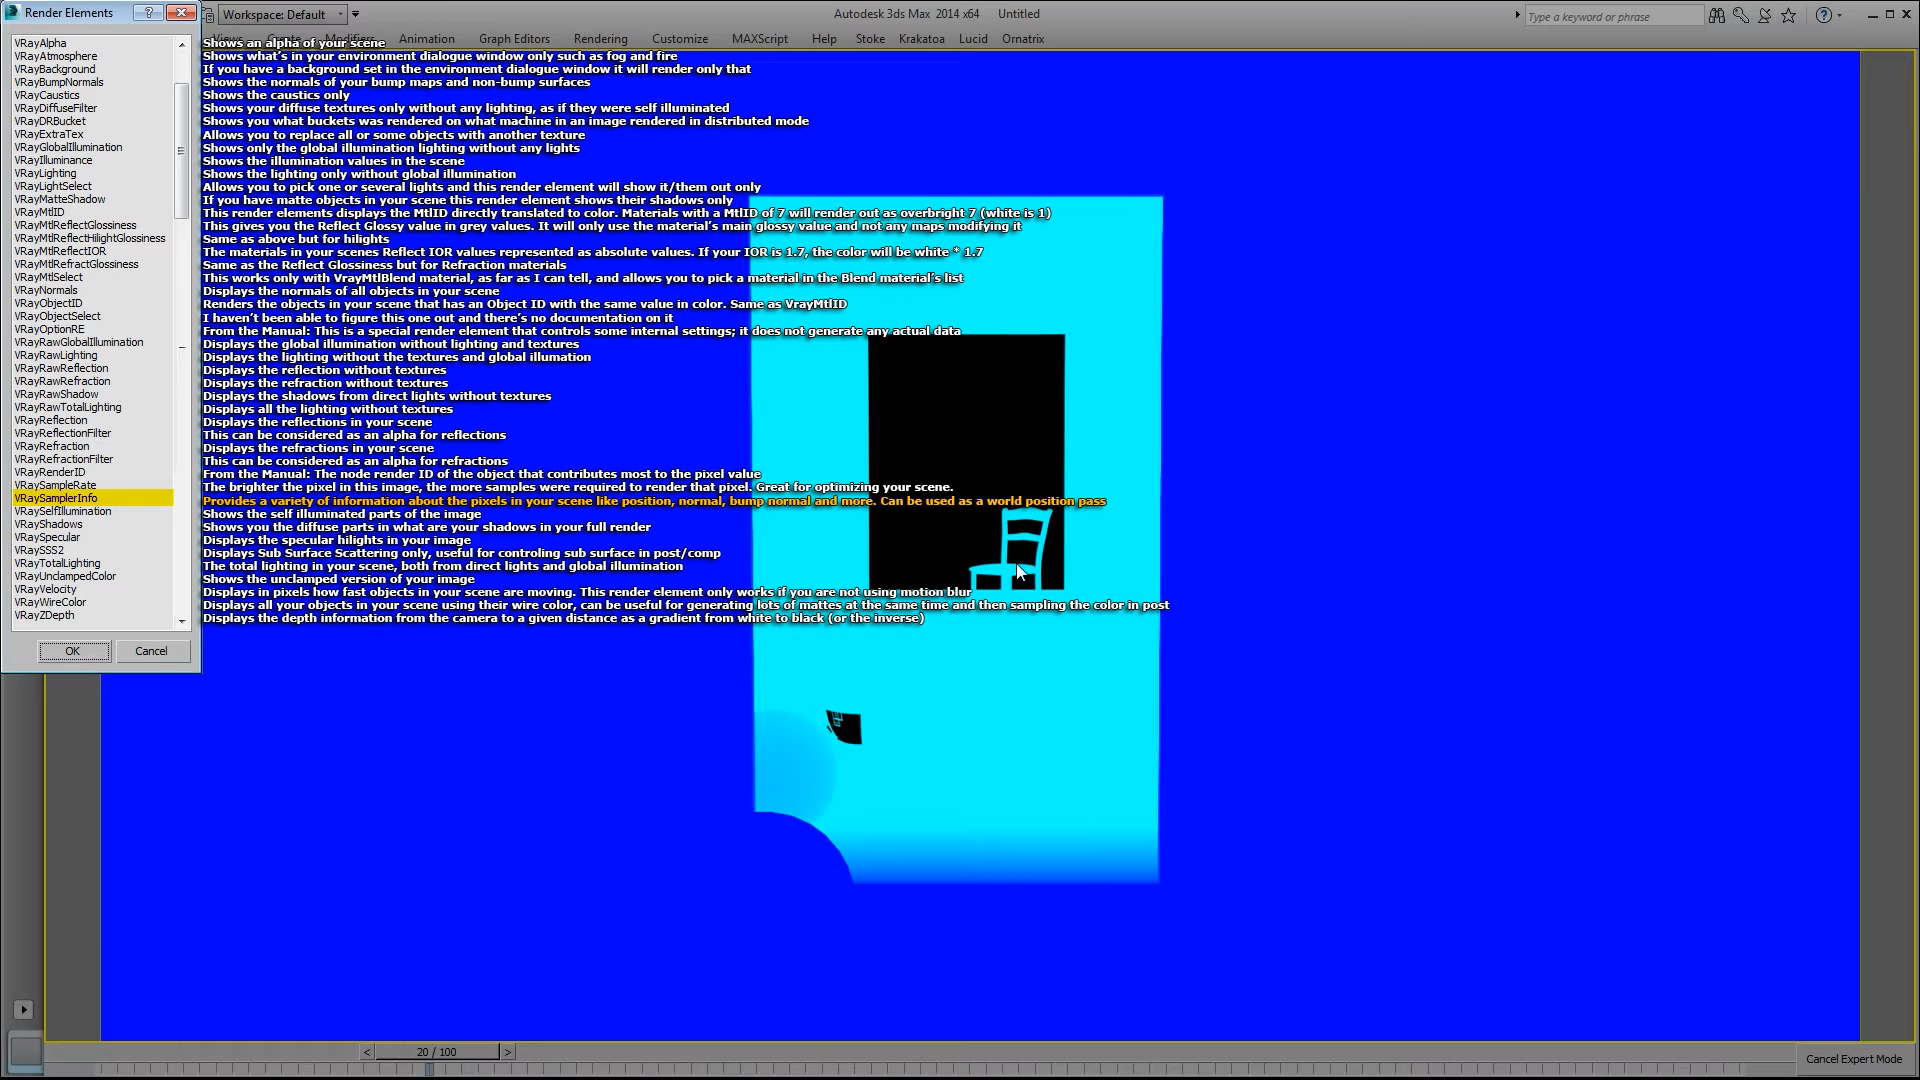 Render Elements
?
Workspace: Default
Autodesk 3ds Max 2014 x64 Untitled
Type a keyword or phrase
Views Create Modifiers Animation Graph Editors Rendering Customize MAXScript Help Stoke Krakatoa Lucid Ornatrix
VRayAlpha Shows an alpha of your scene
VRayAtmosphere Shows what's in your environment dialogue window only such as fog and fire
VRayBackground If you have a background set in the environment dialogue window it will render only that
VRayBumpNormals Shows the normals of your bump maps and non-bump surfaces
VRayCaustics Shows the caustics only
VRayDiffuseFilter Shows your diffuse textures only without any lighting, as if they were self illuminated
VRayDRBucket Shows you what buckets was rendered on what machine in an image rendered in distributed mode
VRayExtraTex Allows you to replace all or some objects with another texture
VRayGlobalIllumination Shows only the global illumination lighting without any lights
VRayIlluminance Shows the illumination values in the scene
VRayLighting Shows the lighting only without global illumination
VRayLightSelect Allows you to pick one or several lights and this render element will show it/them out only
VRayMatteShadow If you have matte objects in your scene this render element shows their shadows only
VRayMtlID This render elements displays the MtlID directly translated to color. Materials with a MtlID of 7 will render out as overbright 7 (white is 1)
VRayMtlReflectGlossiness This gives you the Reflect Glossy value in grey values. It will only use the material's main glossy value and not any maps modifying it
VRayMtlReflectHilightGlossiness Same as above but for hilights
VRayMtlReflectIOR The materials in your scenes Reflect IOR values represented as absolute values. If your IOR is 1.7, the color will be white * 1.7
VRayMtlRefractGlossiness Same as the Reflect Glossiness but for Refraction materials
VRayMtlSelect This works only with VrayMtlBlend material, as far as I can tell, and allows you to pick a material in the Blend material's list
VRayNormals Displays the normals of all objects in your scene
VRayObjectID Renders the objects in your scene that has an Object ID with the same value in color. Same as VrayMtlID
VRayObjectSelect I haven't been able to figure this one out and there's no documentation on it
VRayOptionRE From the Manual: This is a special render element that controls some internal settings; it does not generate any actual data
VRayRawGlobalIllumination Displays the global illumination without lighting and textures
VRayRawLighting Displays the lighting without the textures and global illumation
VRayRawReflection Displays the reflection without textures
VRayRawRefraction Displays the refraction without textures
VRayRawShadow Displays the shadows from direct lights without textures
VRayRawTotalLighting Displays all the lighting without textures
VRayReflection Displays the reflections in your scene
VRayReflectionFilter This can be considered as an alpha for reflections
VRayRefraction Displays the refractions in your scene
VRayRefractionFilter This can be considered as an alpha for refractions
VRayRenderID From the Manual: The node render ID of the object that contributes most to the pixel value
VRaySampleRate The brighter the pixel in this image, the more samples were required to render that pixel. Great for optimizing your scene.
VRaySamplerInfo Provides a variety of information about the pixels in your scene like position, normal, bump normal and more. Can be used as a world position pass
VRaySelfIllumination Shows the self illuminated parts of the image
VRayShadows Shows you the diffuse parts in what are your shadows in your full render
VRaySpecular Displays the specular hilights in your image
VRaySSS2 Displays Sub Surface Scattering only, useful for controling sub surface in post/comp
VRayTotalLighting The total lighting in your scene, both from direct lights and global illumination
VRayUnclampedColor Shows the unclamped version of your image
VRayVelocity Displays in pixels how fast objects in your scene are moving. This render element only works if you are not using motion blur
VRayWireColor Displays all your objects in your scene using their wire color, can be useful for generating lots of mattes at the same time and then sampling the color in post
VRayZDepth Displays the depth information from the camera to a given distance as a gradient from white to black (or the inverse)
OK Cancel
< 20 / 100 >
Cancel Expert Mode